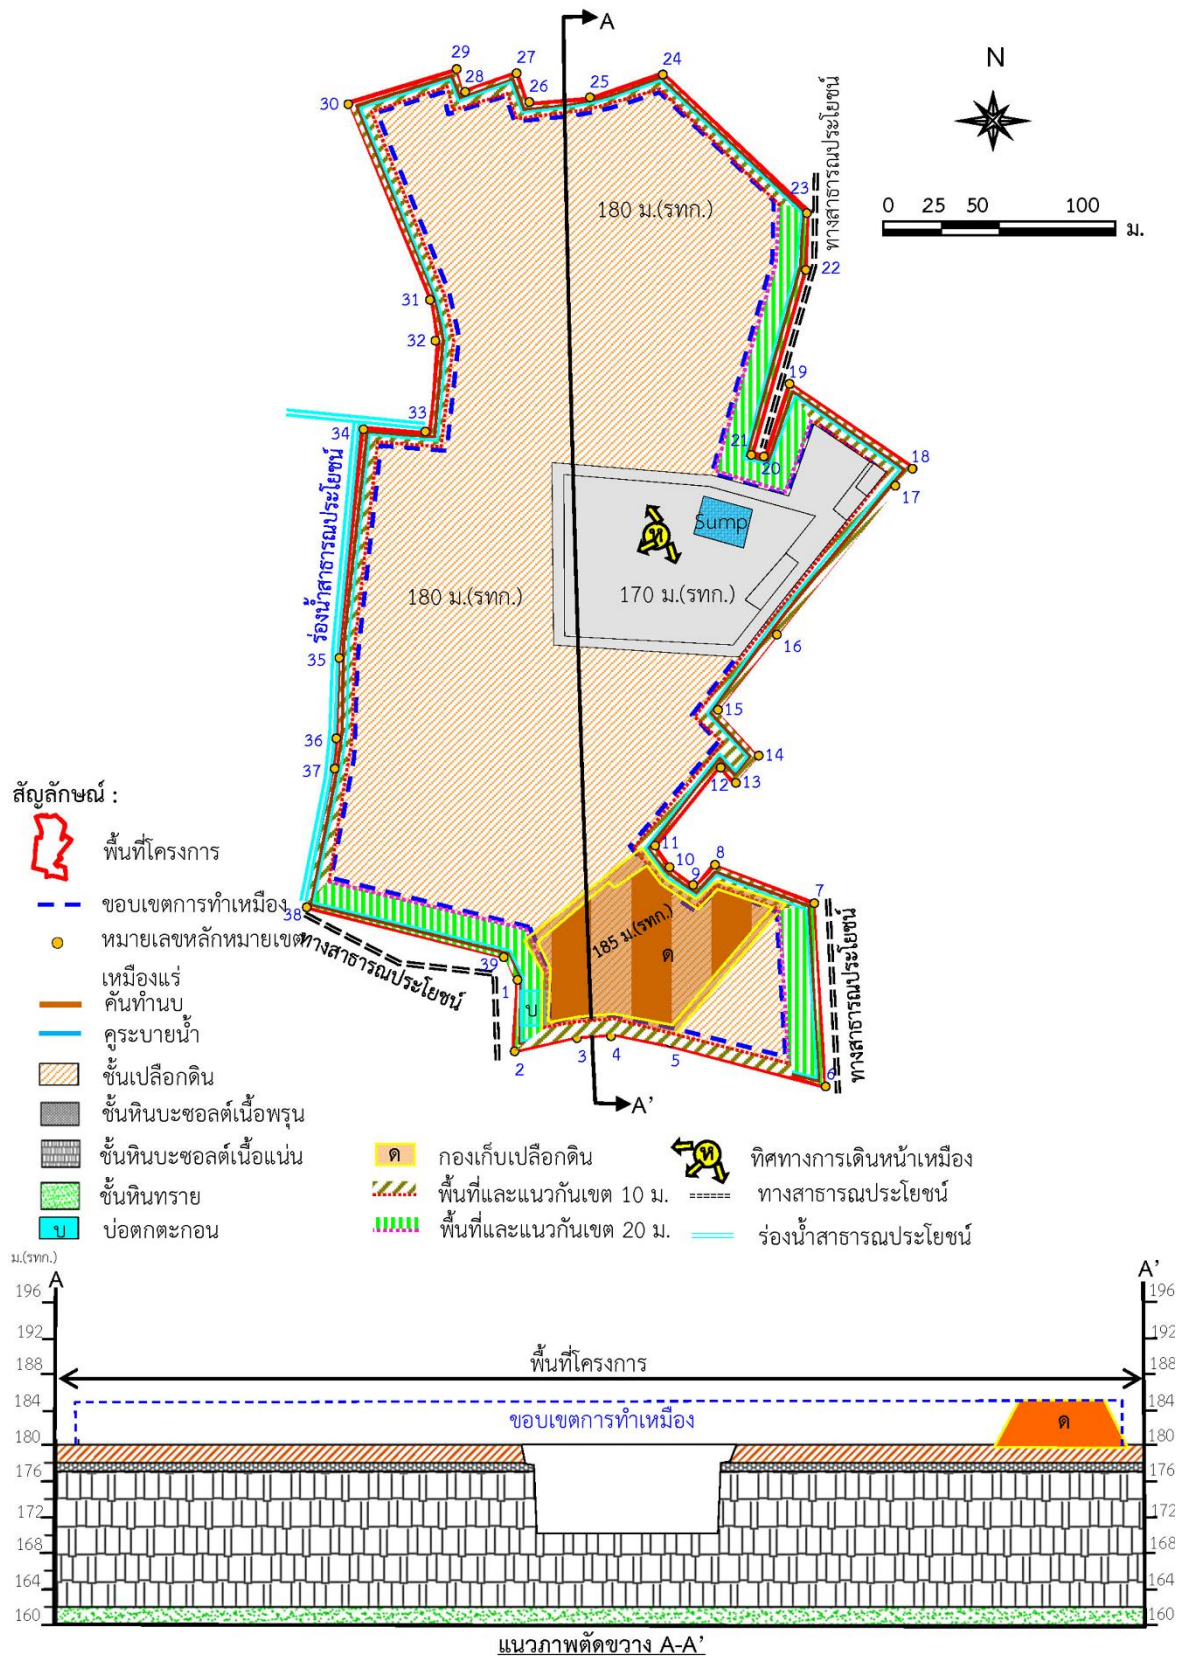 A
29
24
27
28
25
26
30
N
ทางสาธารณประโยชน์
23
180 ม.(รทก.)
0 25 50 100
ม.
22
31
32
19
33
34
21
20
18
17
ร่องน้ำสาธารณประโยชน์
Sump
ห
180 ม.(รทก.)
170 ม.(รทก.)
16
35
15
36
14
37
12
13
สัญลักษณ์ :
11
8
10
พื้นที่โครงการ
9
7
ขอบเขตการทำเหมือง
38
185 ม.(รทก.)
หมายเลขหลักหมายเขต
เหมืองแร่
ทางสาธารณประโยชน์
39
ด
ทางสาธารณประโยชน์
1
บ
คันทำนบ
คูระบายน้ำ
2
3
4
5
6
ชั้นเปลือกดิน
A’
ชั้นหินบะซอลต์เนื้อพรุน
ชั้นหินบะซอลต์เนื้อแน่น
ด กองเก็บเปลือกดิน
ห ทิศทางการเดินหน้าเหมือง
ชั้นหินทราย
พื้นที่และแนวกันเขต 10 ม.
ทางสาธารณประโยชน์
บ บ่อตกตะกอน
พื้นที่และแนวกันเขต 20 ม.
ร่องน้ำสาธารณประโยชน์
ม.(รทก.)
A
A’
196 196
192 192
188 พื้นที่โครงการ 188
184 184
ขอบเขตการทำเหมือง ด
180 180
176 176
172 172
168 168
164 164
160 160
แนวภาพตัดขวาง A-A’